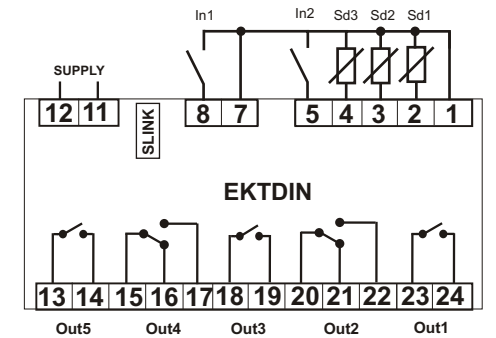 In1 In2 Sd3 Sd2 Sd1
SUPPLY
12 11 8 7 5 4 3 2 1
SLINK
EKTDIN
13 14 15 16 17 18 19 20 21 22 23 24
Out5 Out4 Out3 Out2 Out1